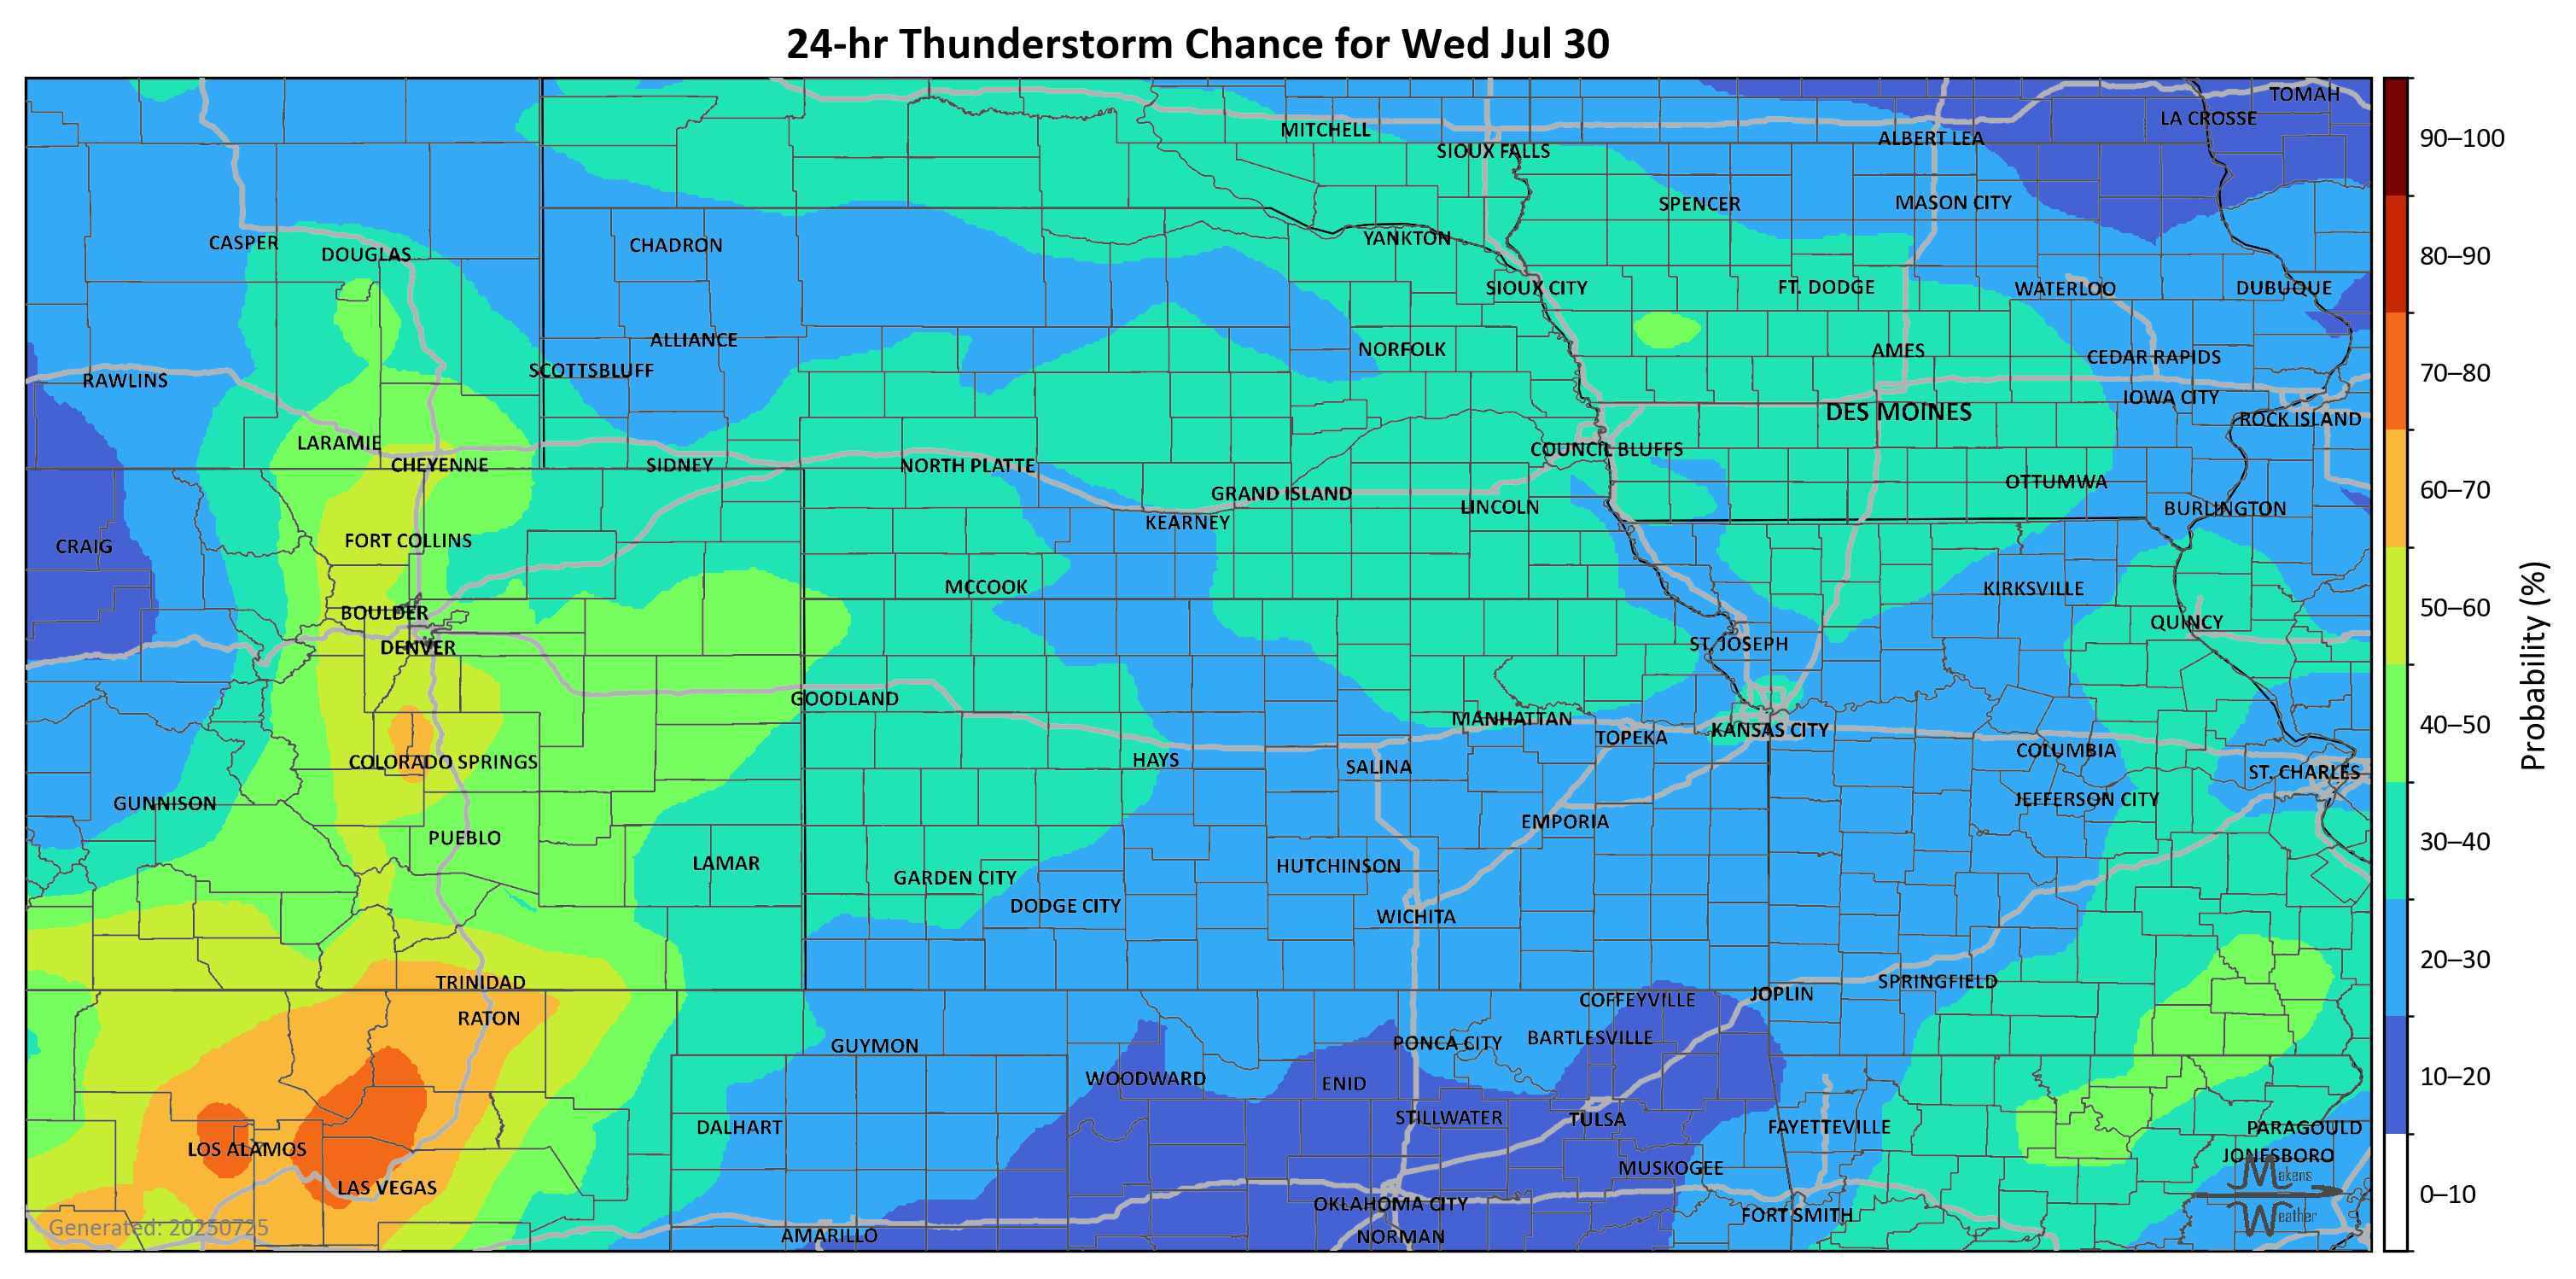 24-hr Thunderstorm Chance for Wed Jul 30
TOMAH
LA CROSSE
MITCHELL
ALBERT LEA
90–100
SIOUX FALLS
SPENCER
MASON CITY
CASPER
DOUGLAS
CHADRON
YANKTON
80–90
SIOUX CITY
FT. DODGE
WATERLOO
DUBUQUE
ALLIANCE
NORFOLK
AMES
CEDAR RAPIDS
70–80
RAWLINS
SCOTTSBLUFF
IOWA CITY
DES MOINES
ROCK ISLAND
LARAMIE
COUNCIL BLUFFS
CHEYENNE
SIDNEY
NORTH PLATTE
OTTUMWA
60–70
GRAND ISLAND
LINCOLN
BURLINGTON
KEARNEY
CRAIG
FORT COLLINS
MCCOOK
KIRKSVILLE
50–60
BOULDER
QUINCY
DENVER
ST. JOSEPH
Probability (%)
GOODLAND
MANHATTAN
TOPEKA
KANSAS CITY
40–50
COLORADO SPRINGS
HAYS
SALINA
COLUMBIA
ST. CHARLES
GUNNISON
JEFFERSON CITY
PUEBLO
EMPORIA
30–40
LAMAR
GARDEN CITY
HUTCHINSON
DODGE CITY
WICHITA
20–30
TRINIDAD
SPRINGFIELD
COFFEYVILLE
JOPLIN
RATON
GUYMON
PONCA CITY
BARTLESVILLE
WOODWARD
ENID
10–20
DALHART
STILLWATER
TULSA
FAYETTEVILLE
PARAGOULD
LOS ALAMOS
JONESBORO
MUSKOGEE
Makens
LAS VEGAS
OKLAHOMA CITY
0–10
FORT SMITH
Weather
Generated: 20250725
AMARILLO
NORMAN